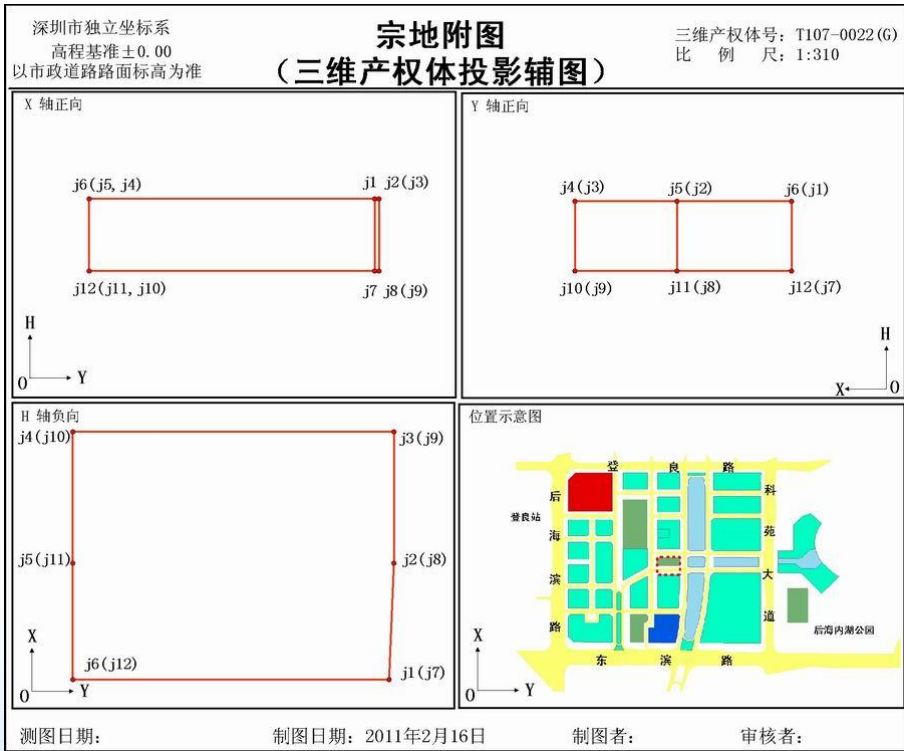 深圳市独立坐标系
高程基准±0.00
以市政道路路面标高为准
宗地附图
（三维产权体投影辅图）
三维产权体号：T107-0022(G)
比 例 尺：1:310
X 轴正向
j6(j5, j4)
j1 j2(j3)
j12(j11, j10)
j7 j8(j9)
H
O
Y
Y 轴正向
j4(j3)
j5(j2)
j6(j1)
j10(j9)
j11(j8)
j12(j7)
H
X
O
H 轴负向
j4(j10)
j3(j9)
j5(j11)
j2(j8)
j6(j12)
j1(j7)
X
O
Y
位置示意图
登良路
后海滨路
登良站
科苑大道
后海内湖公园
东滨路
X
O
Y
测图日期：
制图日期：2011年2月16日
制图者：
审核者：